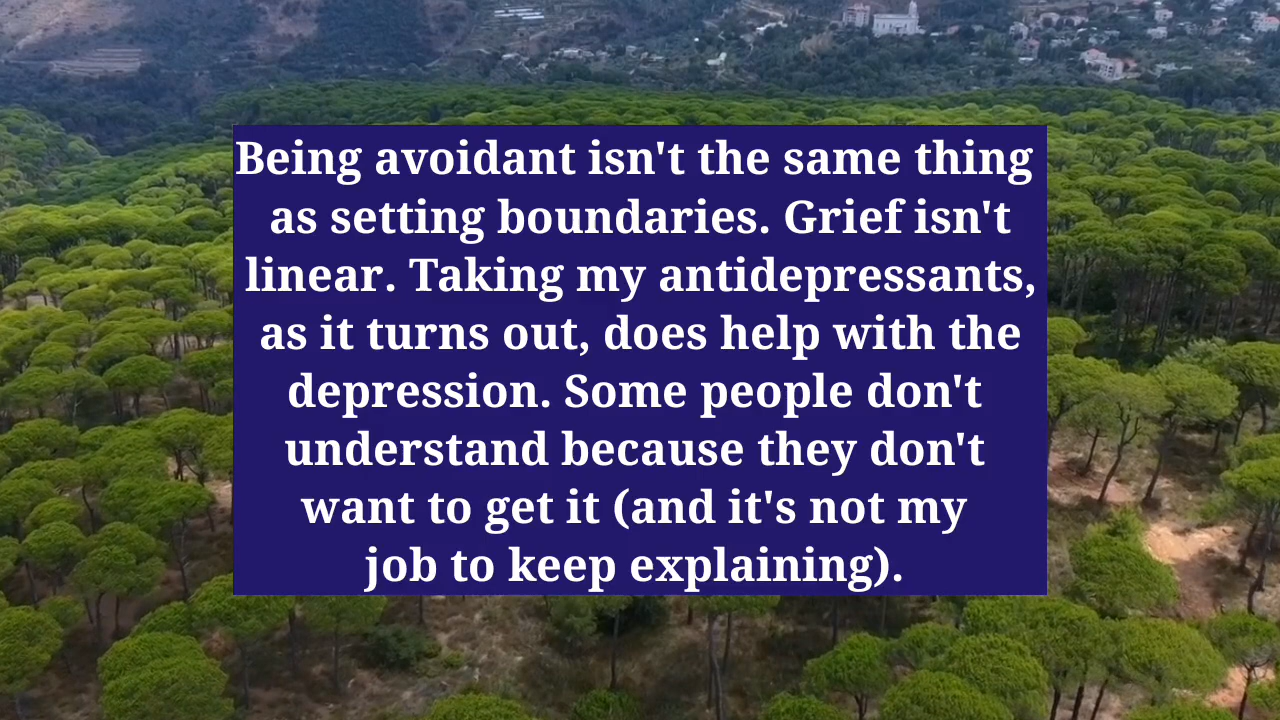 Being avoidant isn't the same thing
as setting boundaries. Grief isn't
linear. Taking my antidepressants,
as it turns out, does help with the
depression. Some people don't
understand because they don't
want to get it (and it's not my
job to keep explaining).